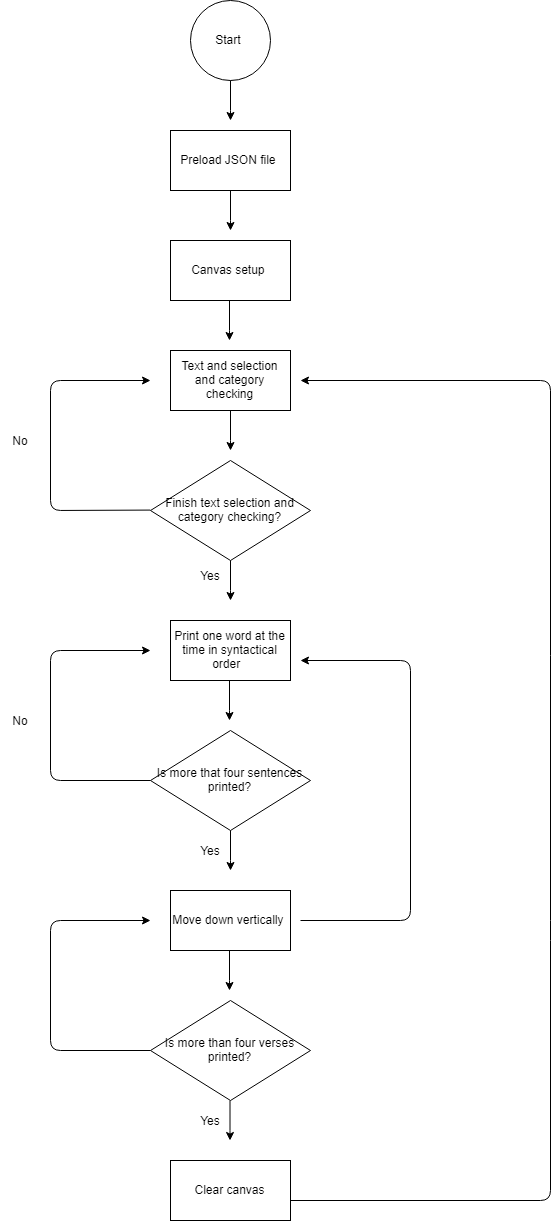 Start
Preload JSON file
Canvas setup
Text and selection
and category
checking
No
Finish text selection and
category checking?
Yes
Print one word at the
time in syntactical
order
No
Is more that four sentences
printed?
Yes
Move down vertically
Is more than four verses
printed?
Yes
Clear canvas